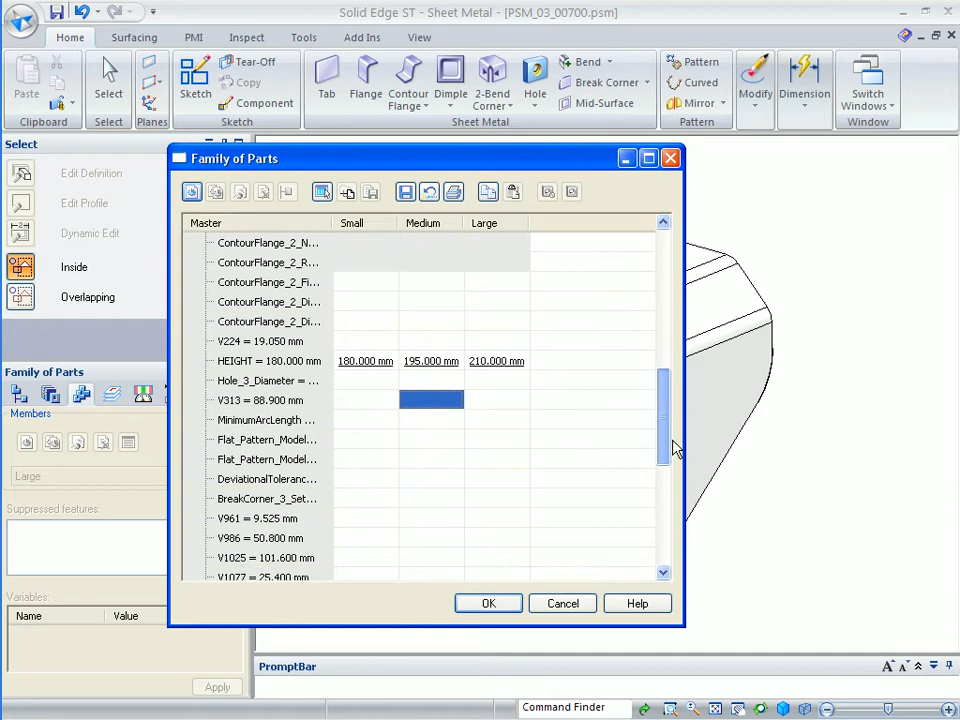 Solid Edge ST - Sheet Metal - [PSM_03_00700.psm]
Home Surfacing PMI Inspect Tools Add Ins View
Paste
Clipboard
Select
Select
Planes
Sketch
Tear-Off
Copy
Component
Sketch
Tab
Flange
Contour Flange
Dimple
2-Bend Corner
Hole
Bend
Break Corner
Mid-Surface
Sheet Metal
Pattern
Curved
Mirror
Pattern
Modify
Dimension
Switch Windows
Window
Select
Edit Definition
Edit Profile
Dynamic Edit
Inside
Overlapping
Family of Parts
Members
Large
Suppressed features:
Variables:
Name Value
Apply
Family of Parts
Master Small Medium Large
ContourFlange_2_N...
ContourFlange_2_R...
ContourFlange_2_Fi...
ContourFlange_2_Di...
ContourFlange_2_Di...
V224 = 19.050 mm
HEIGHT = 180.000 mm 180.000 mm 195.000 mm 210.000 mm
Hole_3_Diameter = ...
V313 = 88.900 mm
MinimumArcLength ...
Flat_Pattern_Model...
Flat_Pattern_Model...
DeviationalToleranc...
BreakCorner_3_Set...
V961 = 9.525 mm
V986 = 50.800 mm
V1025 = 101.600 mm
V1077 = 25.400 mm
OK Cancel Help
PromptBar
Command Finder